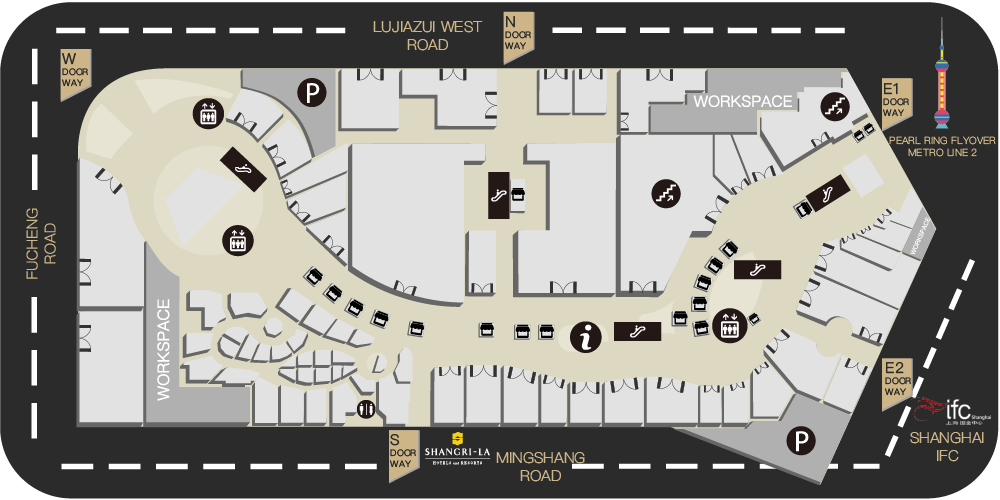 LUJIAZUI WEST
ROAD
N
DOOR
WAY
W
DOOR
WAY
P
WORKSPACE
E1
DOOR
WAY
PEARL RING FLYOVER
METRO LINE 2
FUCHENG
ROAD
WORKSPACE
WORKSPACE
i
E2
DOOR
WAY
ifc Shanghai
上海国金中心
SHANGHAI
IFC
P
S
DOOR
WAY
SHANGRI-LA
HOTELS and RESORTS
MINGSHANG
ROAD